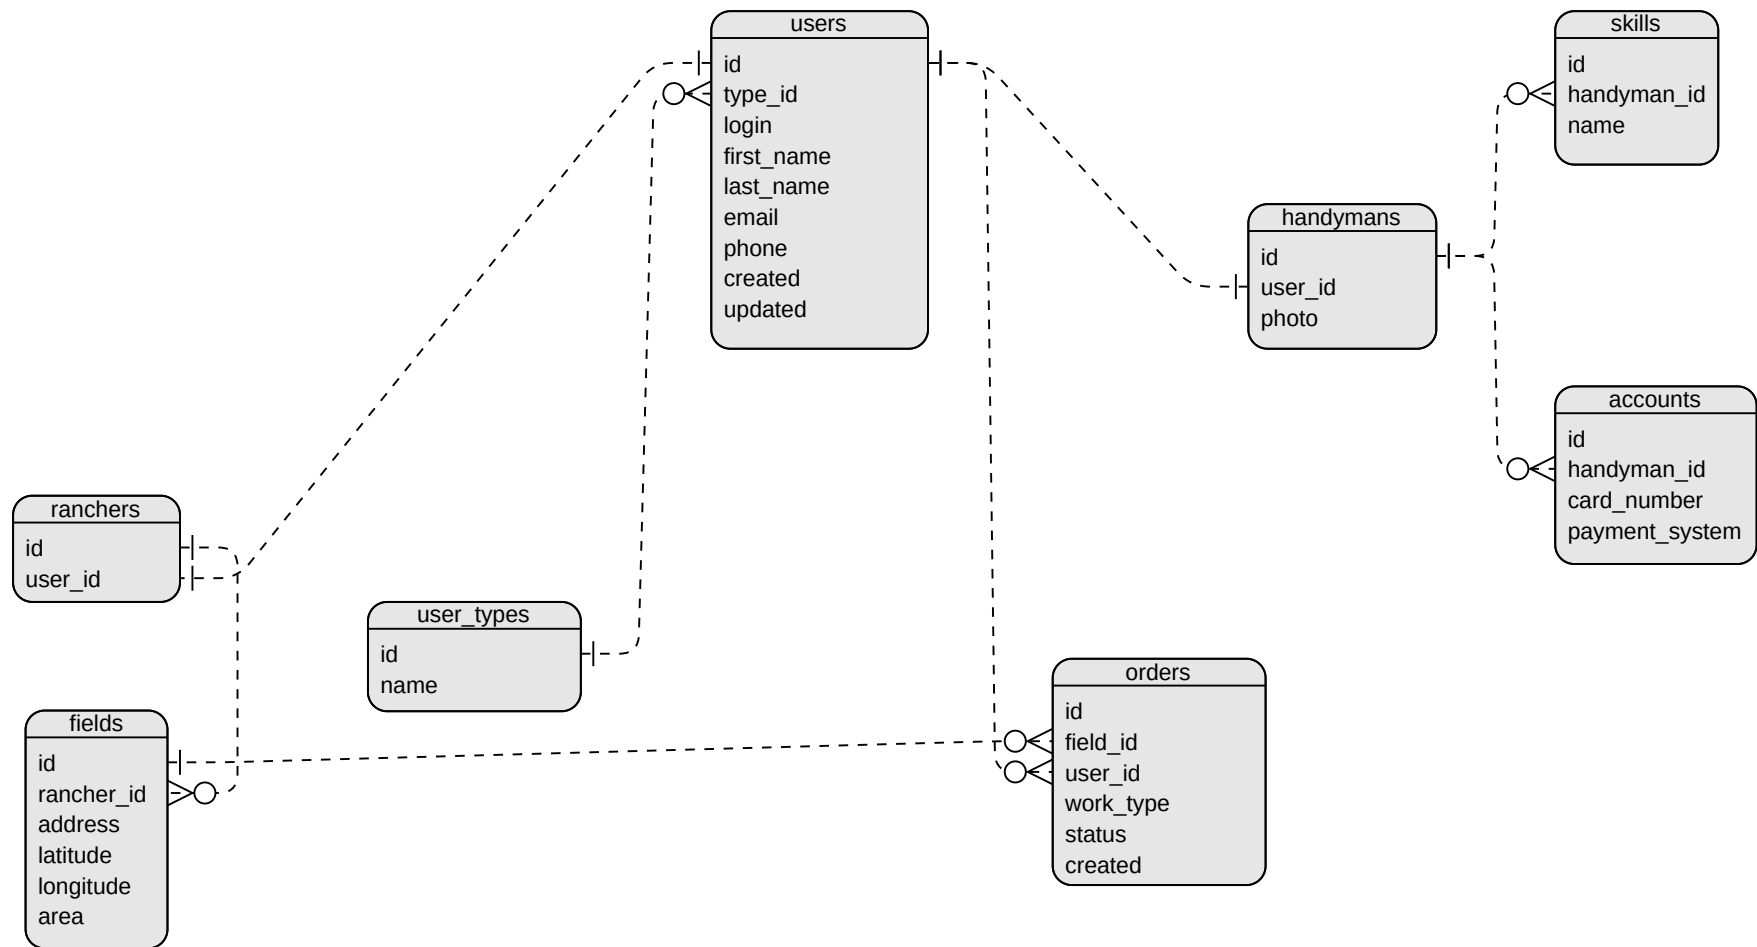 users
id
type_id
login
first_name
last_name
email
phone
created
updated
skills
id
handyman_id
name
handymans
id
user_id
photo
accounts
id
handyman_id
card_number
payment_system
ranchers
id
user_id
user_types
id
name
orders
id
field_id
user_id
work_type
status
created
fields
id
rancher_id
address
latitude
longitude
area